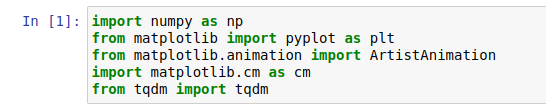 In [1]: import numpy as np
from matplotlib import pyplot as plt
from matplotlib.animation import ArtistAnimation
import matplotlib.cm as cm
from tqdm import tqdm